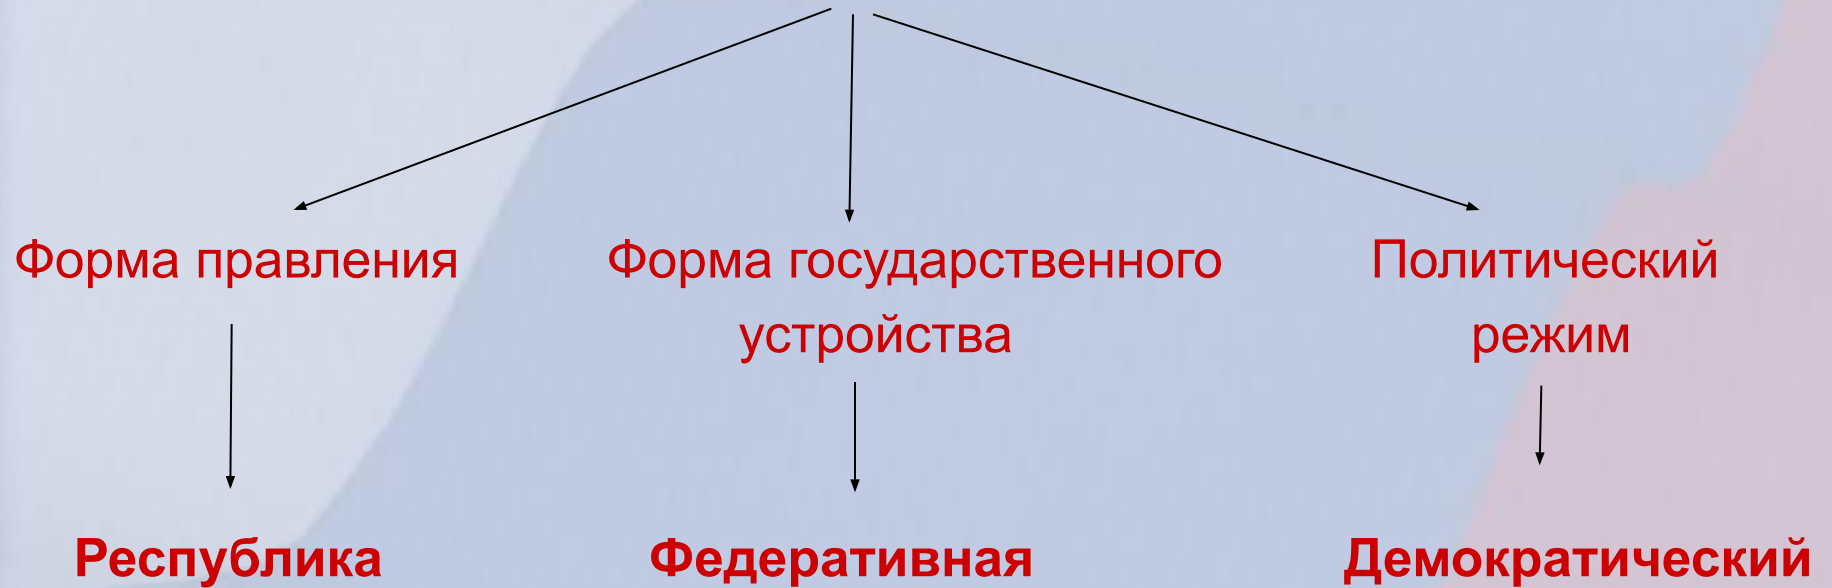 Форма правления
Форма государственного
устройства
Политический
режим
Республика
Федеративная
Демократический